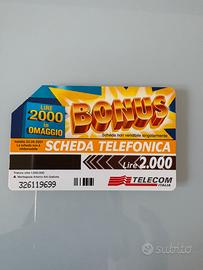 LIRE
2000
in
OMAGGIO
BONUS
Scheda non vendibile singolarmente
SCHEDA TELEFONICA
Lire 2.000
326119699
TELECOM
ITALIA
subito